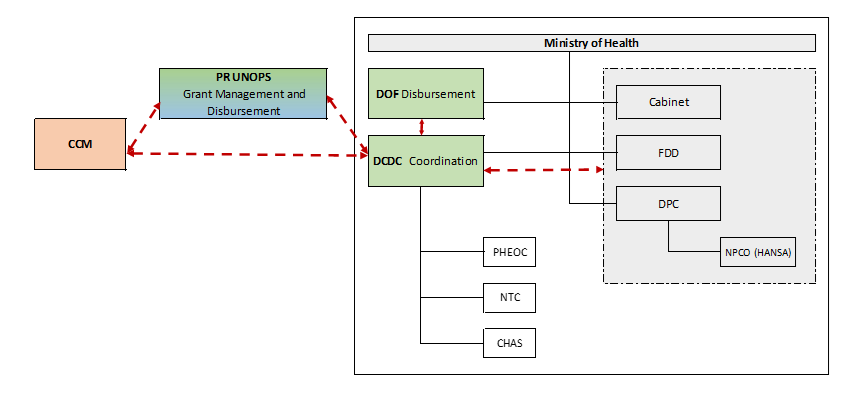 Ministry of Health
PR UNOPS
Grant Management and
Disbursement
DOF Disbursement
Cabinet
CCM
DCDC Coordination
FDD
DPC
PHEOC
NPCO (HANSA)
NTC
CHAS